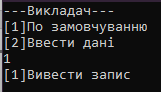 ---Викладач---
[1]По замовчуванню
[2]Ввести дані
1
[1]Вивести запис